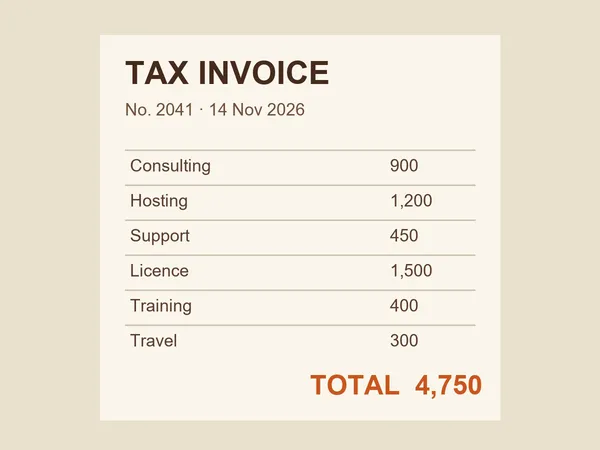 TAX INVOICE
No. 2041 · 14 Nov 2026
Consulting 900
Hosting 1,200
Support 450
Licence 1,500
Training 400
Travel 300
TOTAL 4,750